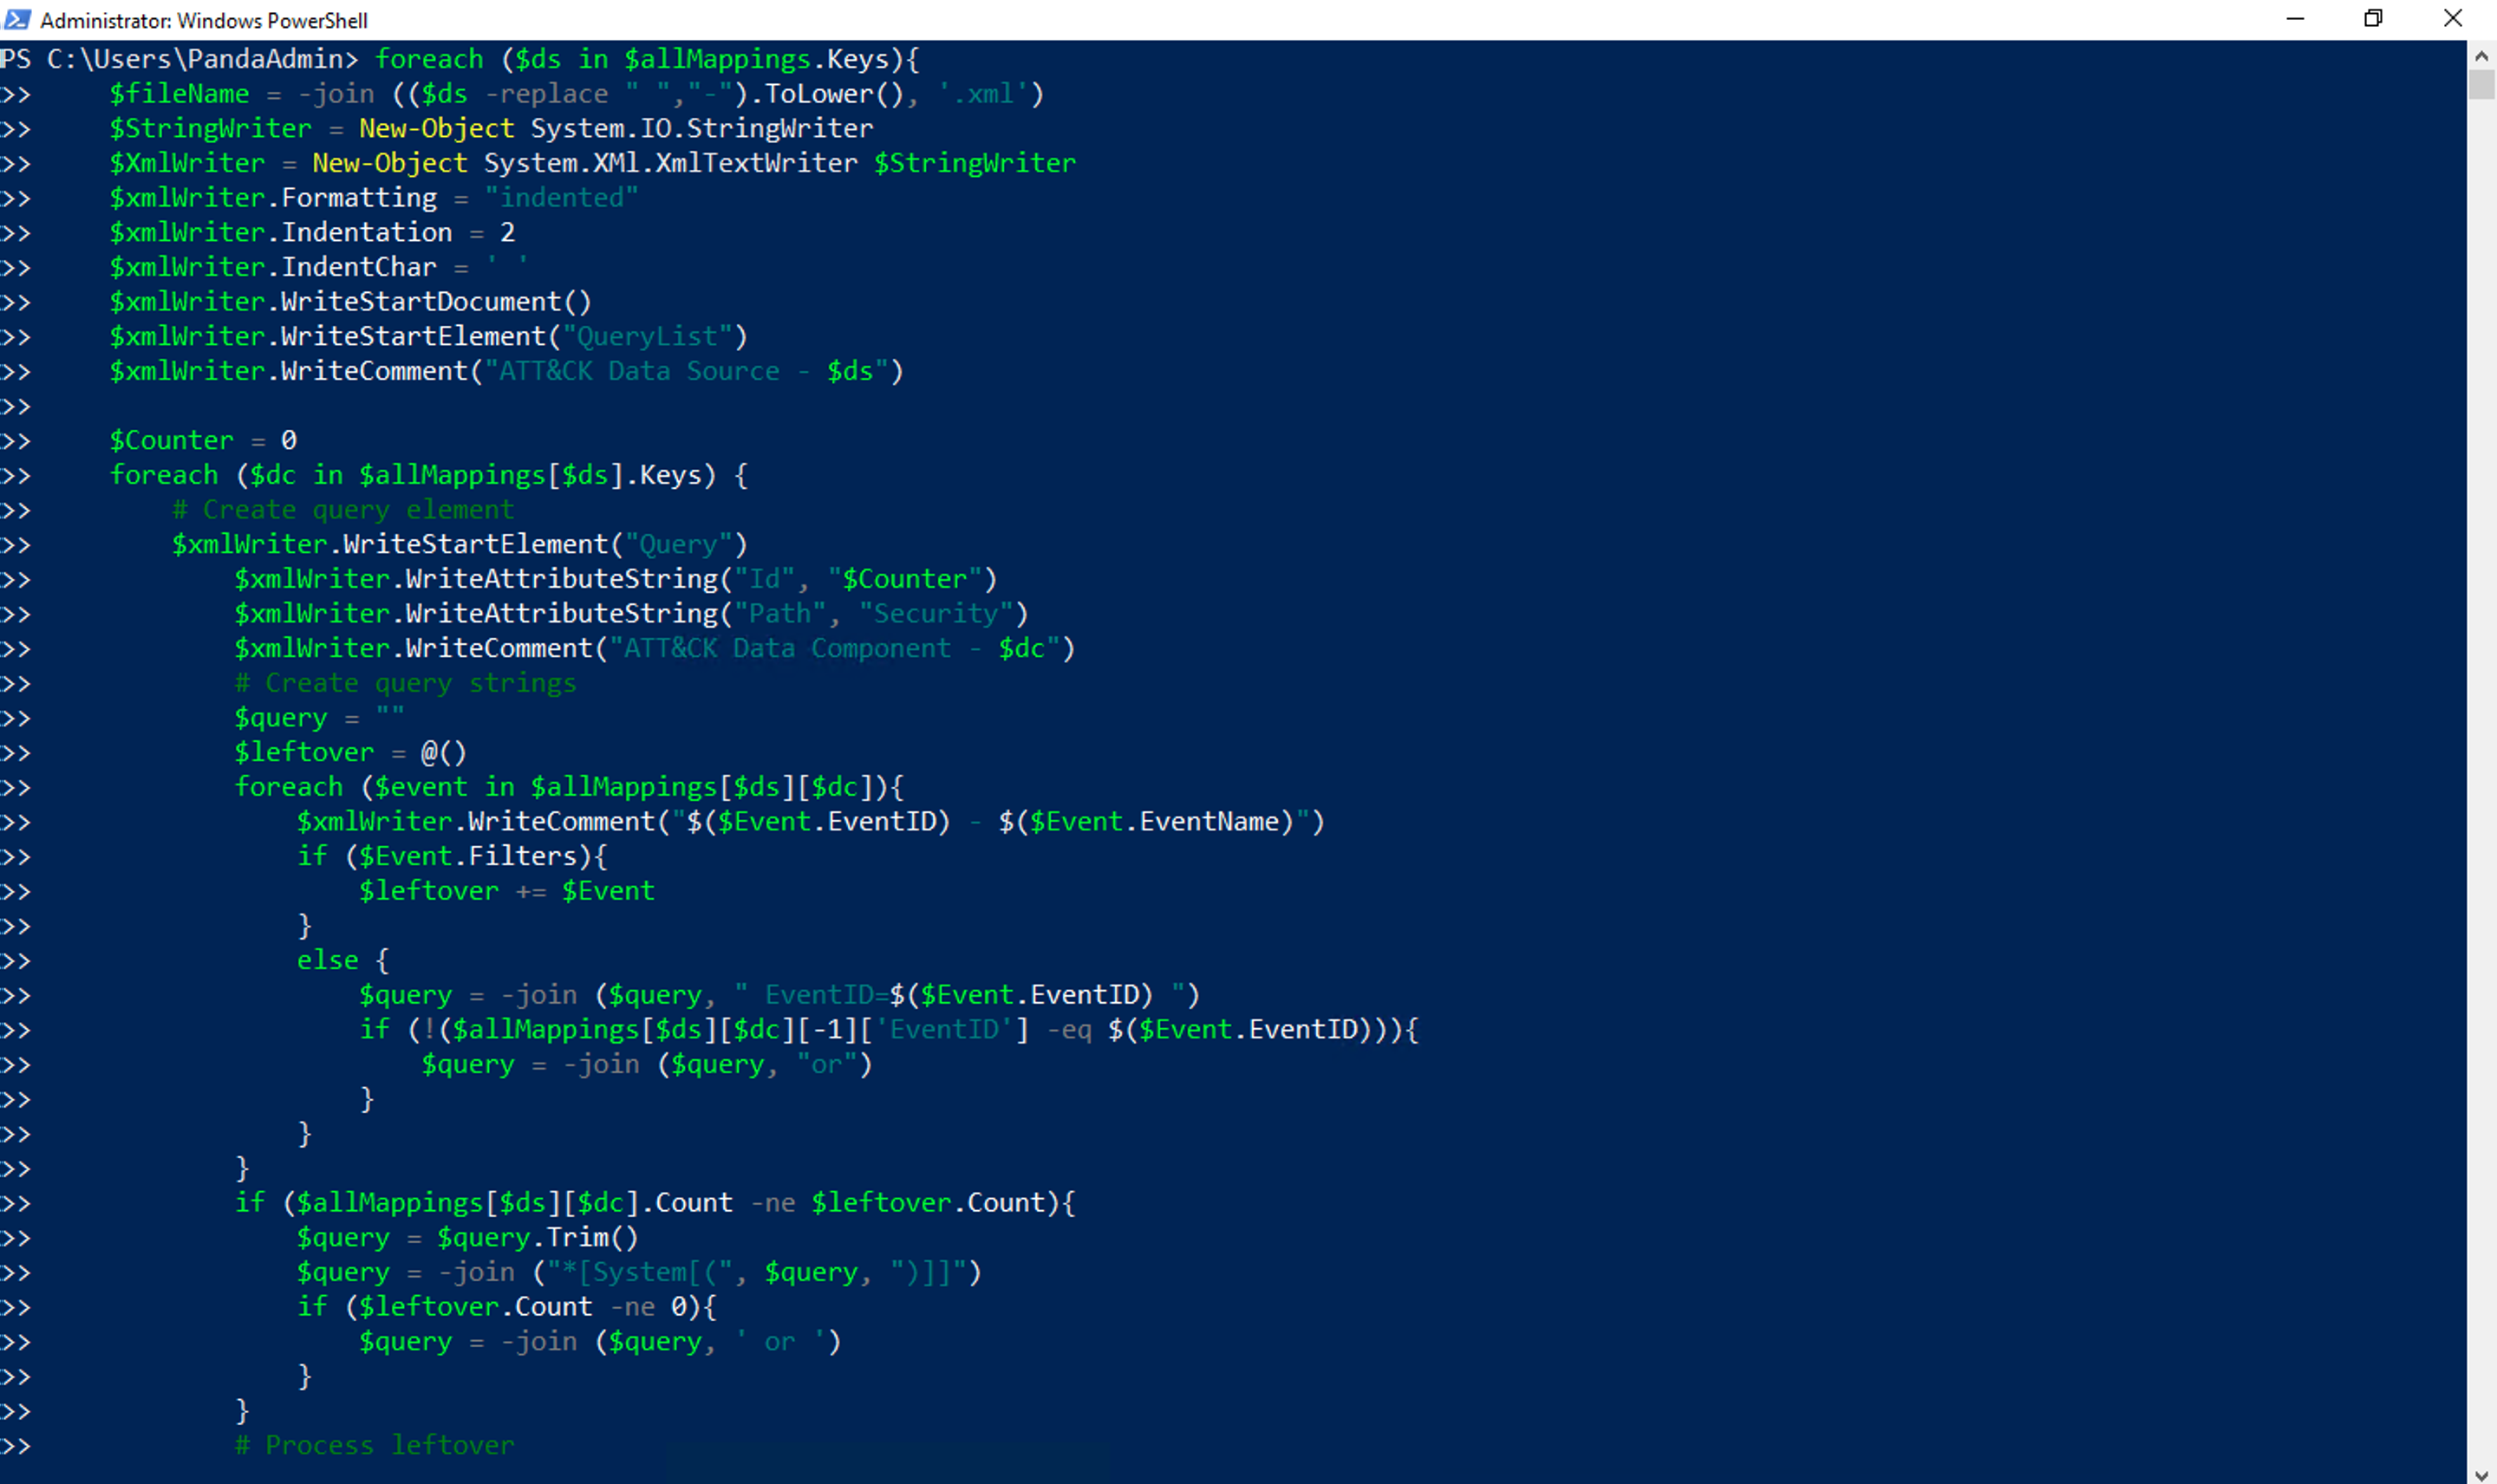 Administrator: Windows PowerShell
PS C:\Users\PandaAdmin> foreach ($ds in $allMappings.Keys){
>>     $fileName = -join (($ds -replace " ","-").ToLower(), '.xml')
>>     $StringWriter = New-Object System.IO.StringWriter
>>     $XmlWriter = New-Object System.XMl.XmlTextWriter $StringWriter
>>     $xmlWriter.Formatting = "indented"
>>     $xmlWriter.Indentation = 2
>>     $xmlWriter.IndentChar = ' '
>>     $xmlWriter.WriteStartDocument()
>>     $xmlWriter.WriteStartElement("QueryList")
>>     $xmlWriter.WriteComment("ATT&CK Data Source - $ds")
>>
>>     $Counter = 0
>>     foreach ($dc in $allMappings[$ds].Keys) {
>>         # Create query element
>>         $xmlWriter.WriteStartElement("Query")
>>             $xmlWriter.WriteAttributeString("Id", "$Counter")
>>             $xmlWriter.WriteAttributeString("Path", "Security")
>>             $xmlWriter.WriteComment("ATT&CK Data Component - $dc")
>>             # Create query strings
>>             $query = ""
>>             $leftover = @()
>>             foreach ($event in $allMappings[$ds][$dc]){
>>                 $xmlWriter.WriteComment("$($Event.EventID) - $($Event.EventName)")
>>                 if ($Event.Filters){
>>                     $leftover += $Event
>>                 }
>>                 else {
>>                     $query = -join ($query, " EventID=$($Event.EventID) ")
>>                     if (!($allMappings[$ds][$dc][-1]['EventID'] -eq $($Event.EventID))){
>>                         $query = -join ($query, "or")
>>                     }
>>                 }
>>             }
>>             if ($allMappings[$ds][$dc].Count -ne $leftover.Count){
>>                 $query = $query.Trim()
>>                 $query = -join ("*[System[(", $query, ")]]")
>>                 if ($leftover.Count -ne 0){
>>                     $query = -join ($query, ' or ')
>>                 }
>>             }
>>             # Process leftover